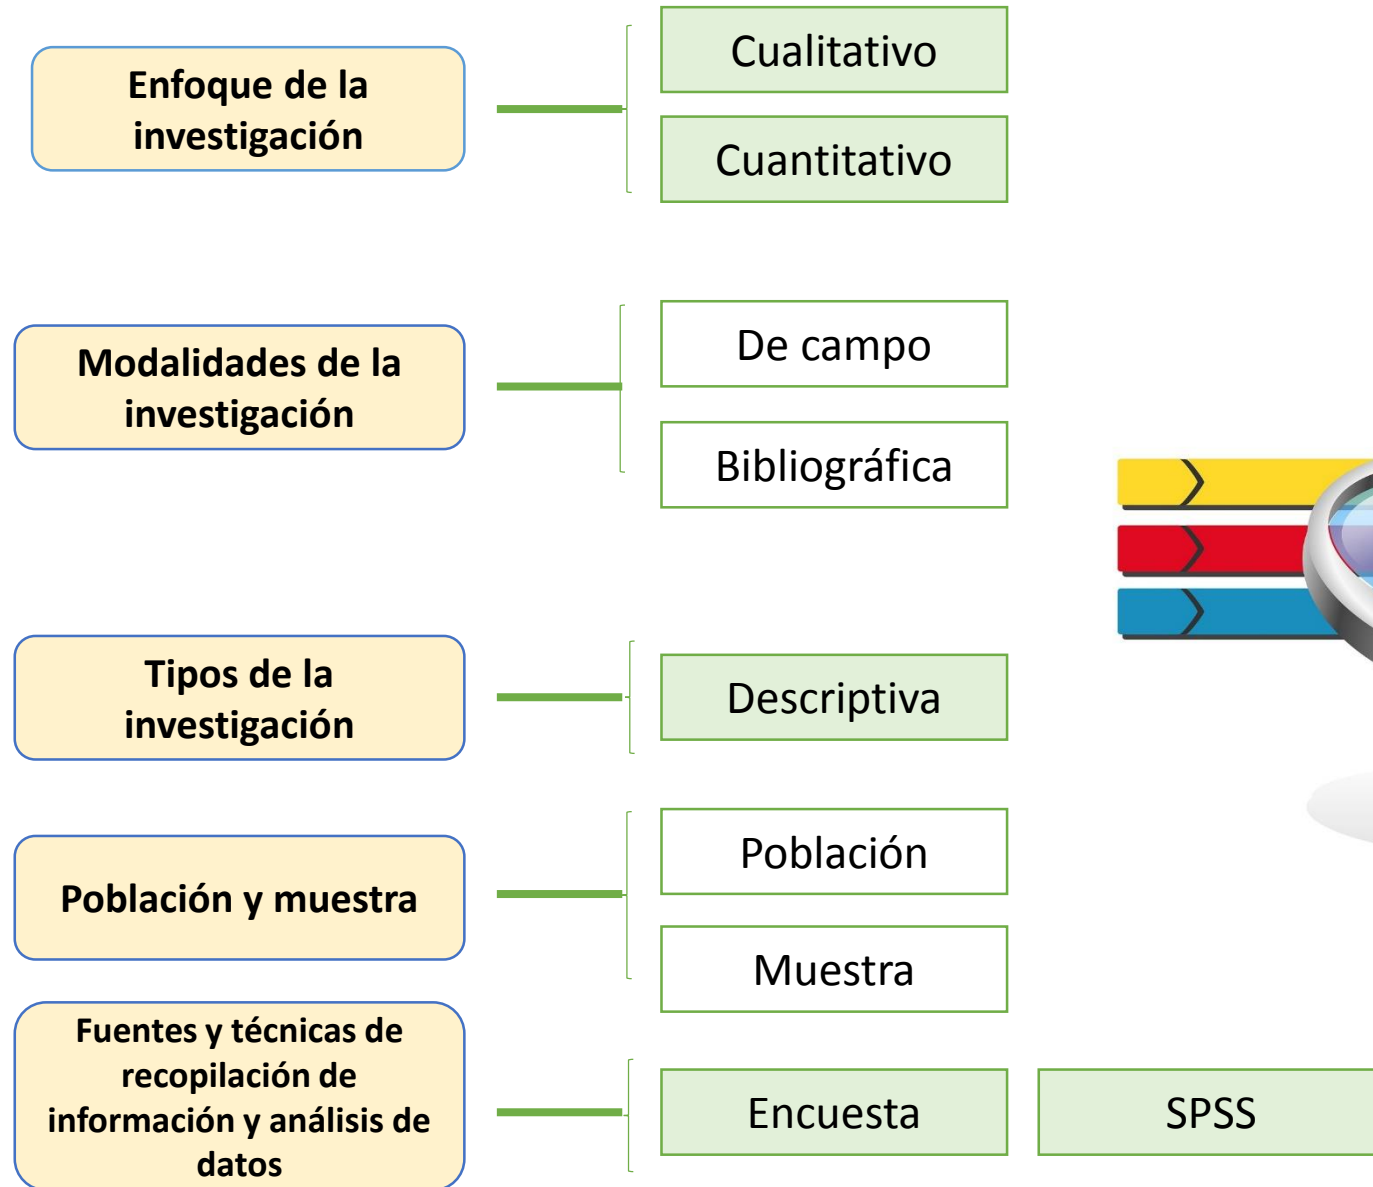 Enfoque de la
investigación
Cualitativo
Cuantitativo
Modalidades de la
investigación
De campo
Bibliográfica
Tipos de la
investigación
Descriptiva
Población y muestra
Población
Muestra
Fuentes y técnicas de
recopilación de
información y análisis de
datos
Encuesta
SPSS